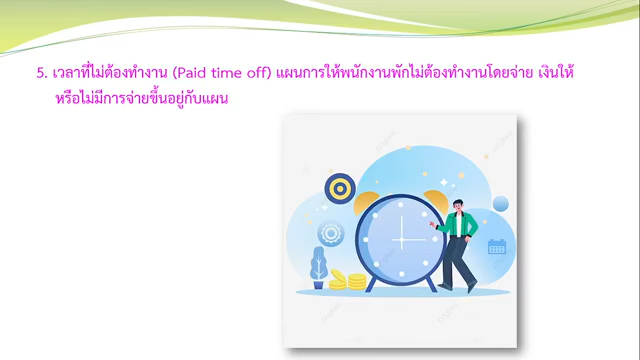 5. เวลาที่ไม่ต้องทำงาน (Paid time off) แผนการให้พนักงานพักไม่ต้องทำงานโดยจ่าย เงินให้
หรือไม่มีการจ่ายขึ้นอยู่กับแผน